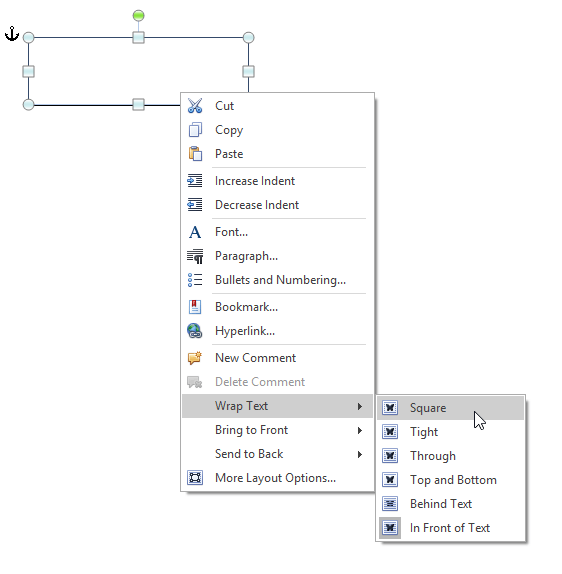 Cut
Copy
Paste
Increase Indent
Decrease Indent
Font...
Paragraph...
Bullets and Numbering...
Bookmark...
Hyperlink...
New Comment
Delete Comment
Wrap Text
Bring to Front
Send to Back
More Layout Options...
Square
Tight
Through
Top and Bottom
Behind Text
In Front of Text